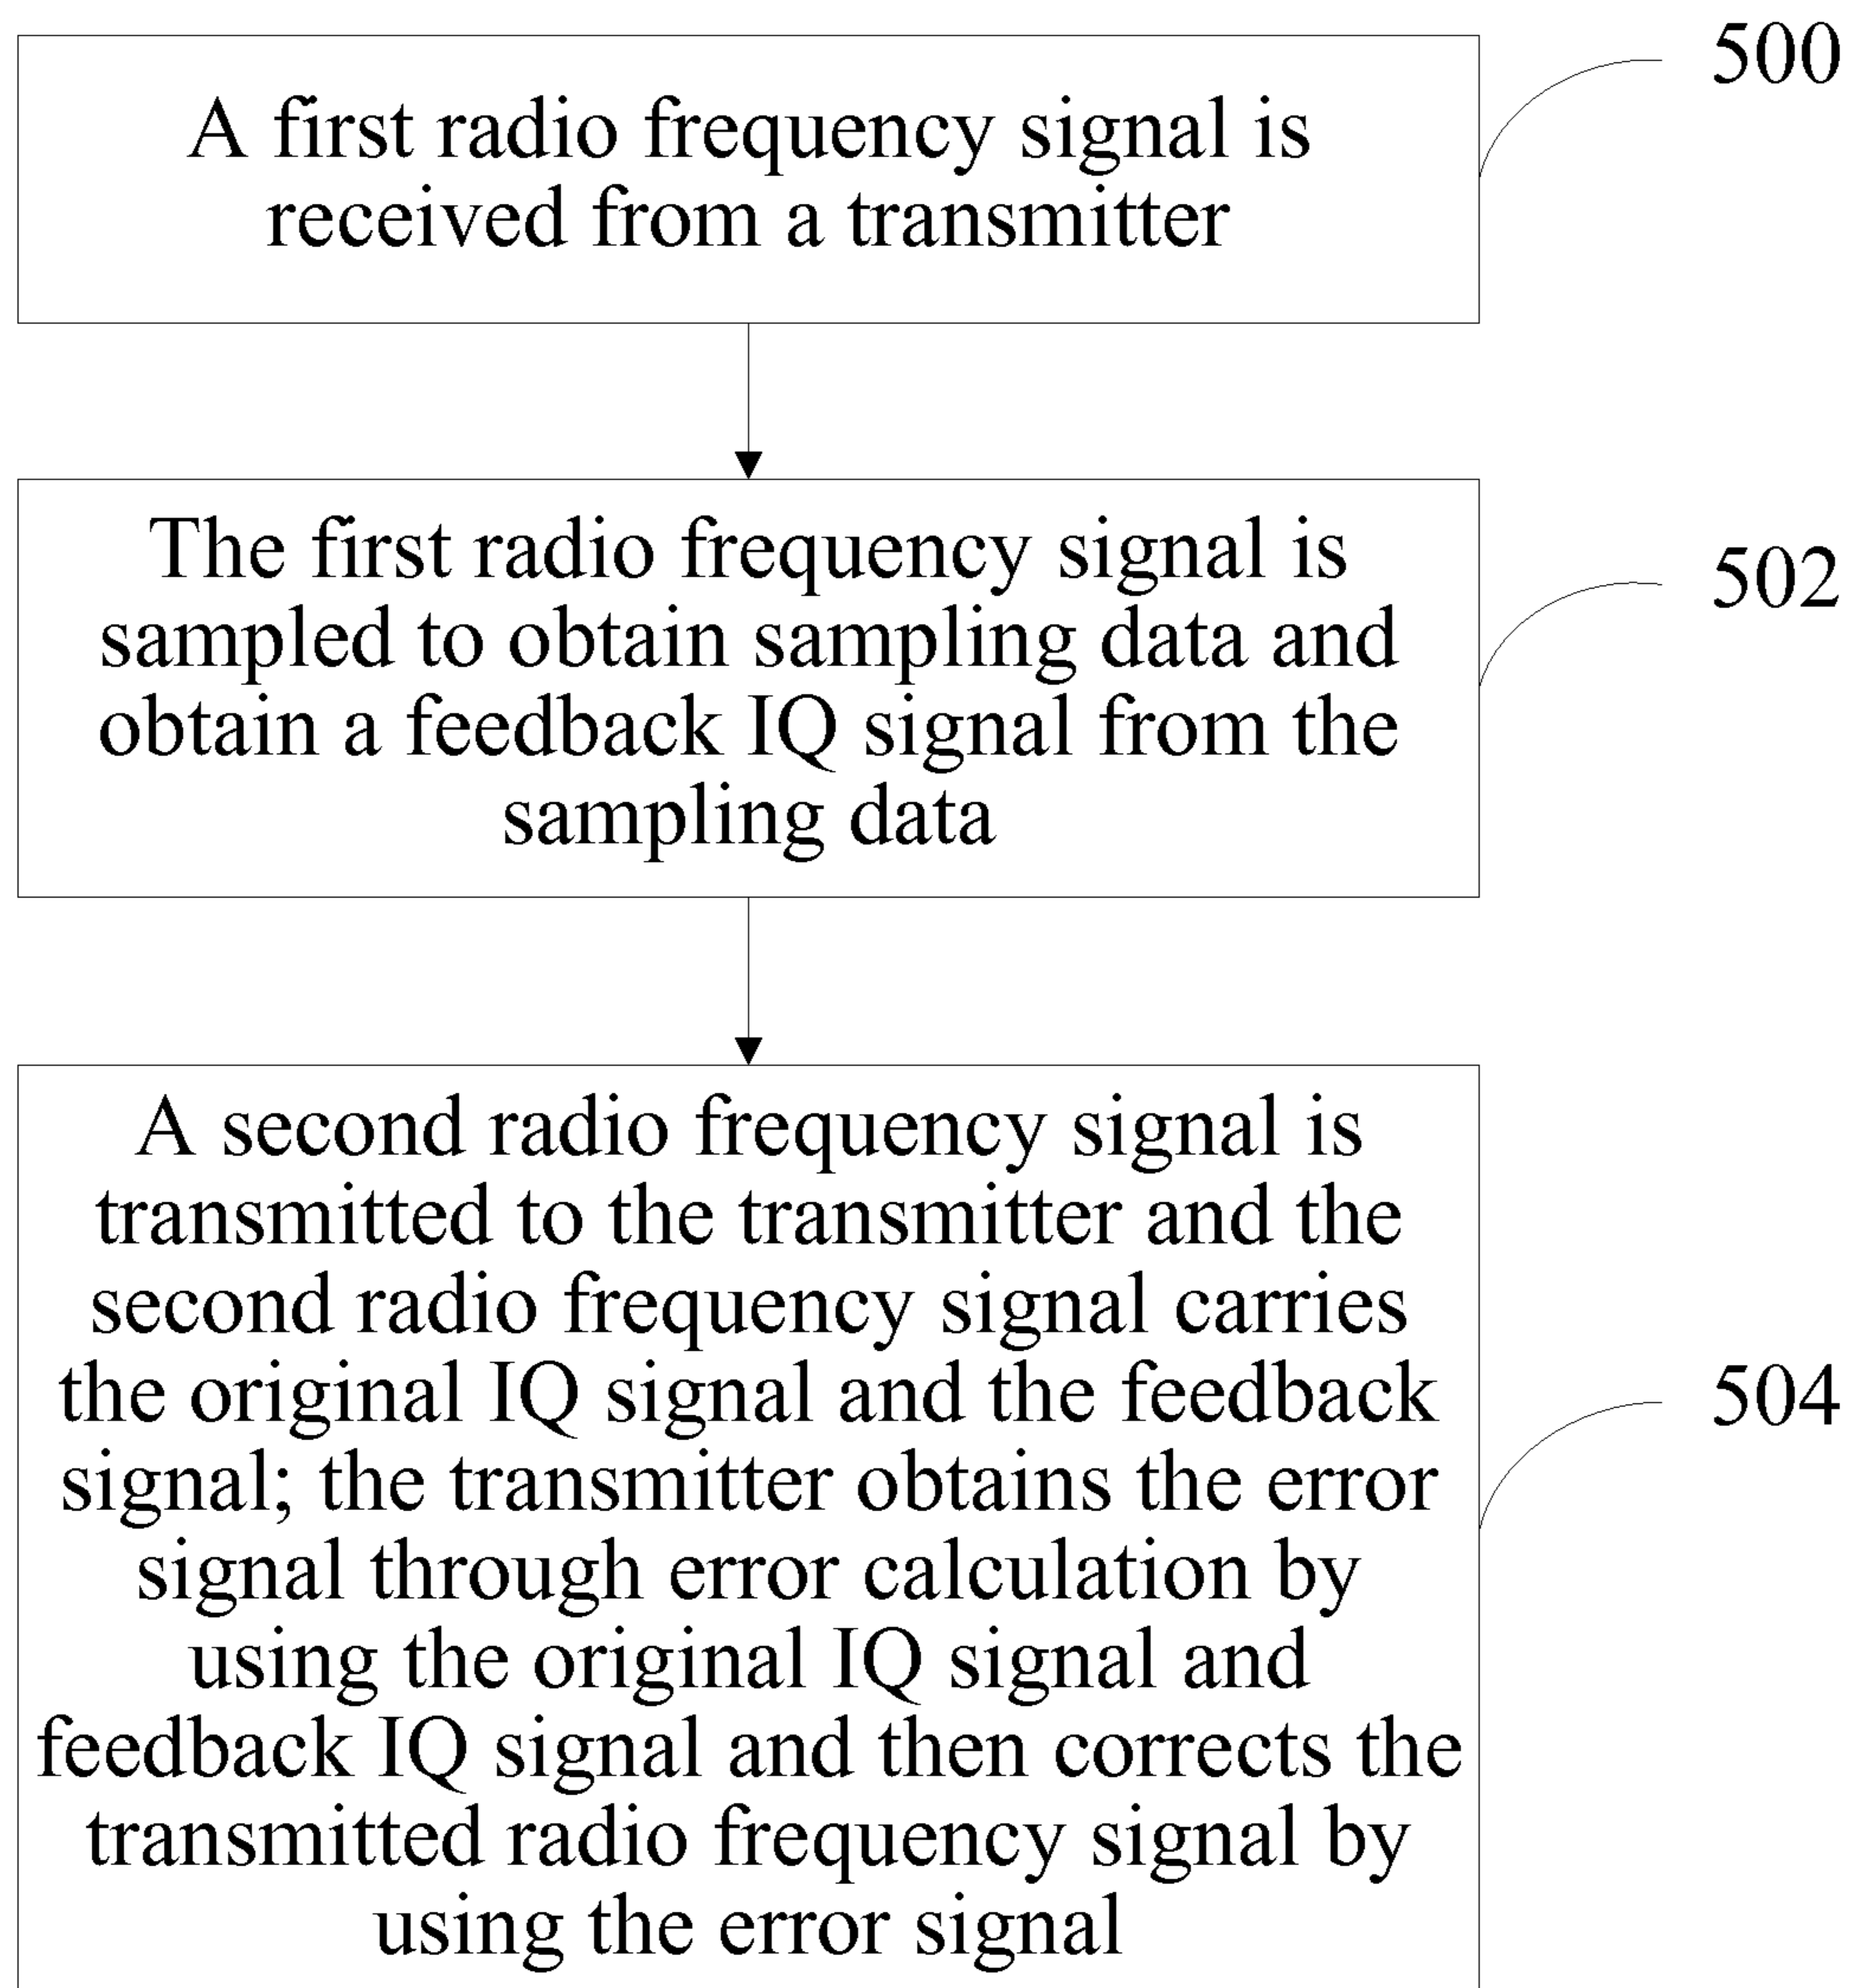 500
A first radio frequency signal is
received from a transmitter
The first radio frequency signal is
sampled to obtain sampling data and
obtain a feedback IQ signal from the
sampling data
502
A second radio frequency signal is
transmitted to the transmitter and the
second radio frequency signal carries
the original IQ signal and the feedback
signal; the transmitter obtains the error
signal through error calculation by
using the original IQ signal and
feedback IQ signal and then corrects the
transmitted radio frequency signal by
using the error signal
504